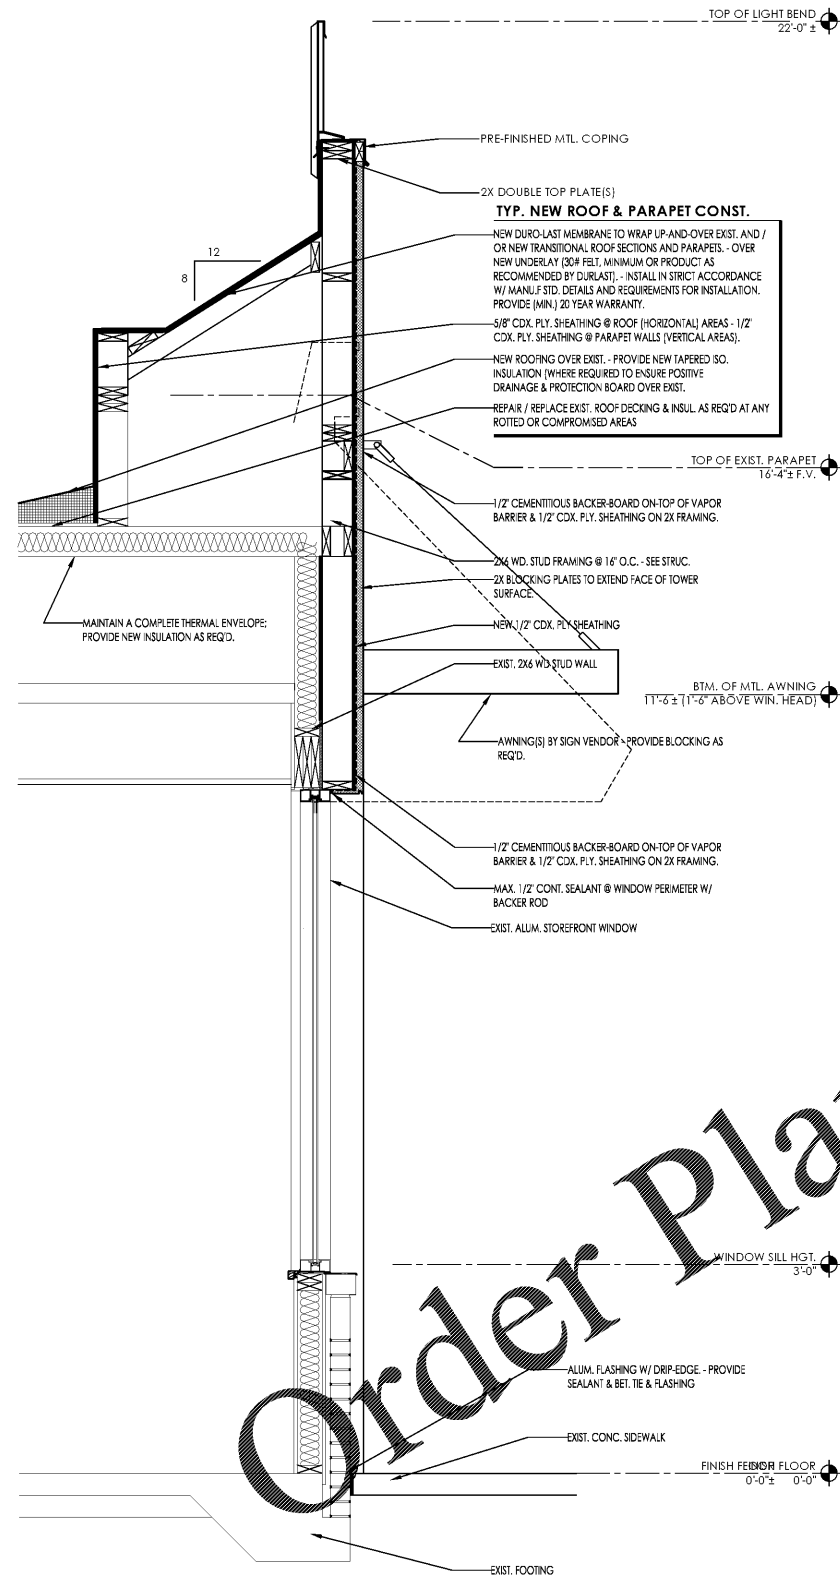 TOP OF LIGHT BEND
22'-0" ±
PRE-FINISHED MTL. COPING
2X DOUBLE TOP PLATE(S)
TYP. NEW ROOF & PARAPET CONST.
NEW DURO-LAST MEMBRANE TO WRAP UP-AND-OVER EXIST. AND /
OR NEW TRANSITIONAL ROOF SECTIONS AND PARAPETS. - OVER
NEW UNDERLAY (30# FELT, MINIMUM OR PRODUCT AS
RECOMMENDED BY DURLAST). - INSTALL IN STRICT ACCORDANCE
W/ MANU.F STD. DETAILS AND REQUIREMENTS FOR INSTALLATION.
PROVIDE (MIN.) 20 YEAR WARRANTY.
12
8
5/8" CDX. PLY. SHEATHING @ ROOF (HORIZONTAL) AREAS - 1/2"
CDX. PLY. SHEATHING @ PARAPET WALLS (VERTICAL AREAS).
NEW ROOFING OVER EXIST. - PROVIDE NEW TAPERED ISO.
INSULATION (WHERE REQUIRED TO ENSURE POSITIVE
DRAINAGE & PROTECTION BOARD OVER EXIST.
REPAIR / REPLACE EXIST. ROOF DECKING & INSUL. AS REQ'D AT ANY
ROTTED OR COMPROMISED AREAS
TOP OF EXIST. PARAPET
16'-4"± F.V.
1/2" CEMENTITIOUS BACKER-BOARD ON-TOP OF VAPOR
BARRIER & 1/2" CDX. PLY. SHEATHING ON 2X FRAMING.
2X6 WD. STUD FRAMING @ 16" O.C. - SEE STRUC.
2X BLOCKING PLATES TO EXTEND FACE OF TOWER
SURFACE.
MAINTAIN A COMPLETE THERMAL ENVELOPE;
PROVIDE NEW INSULATION AS REQ'D.
NEW 1/2" CDX. PLY SHEATHING
EXIST. 2X6 WD STUD WALL
BTM. OF MTL. AWNING
11'-6 ± (1'-6" ABOVE WIN. HEAD)
AWNING(S) BY SIGN VENDOR - PROVIDE BLOCKING AS
REQ'D.
1/2" CEMENTITIOUS BACKER-BOARD ON-TOP OF VAPOR
BARRIER & 1/2" CDX. PLY. SHEATHING ON 2X FRAMING.
MAX. 1/2" CONT. SEALANT @ WINDOW PERIMETER W/
BACKER ROD
EXIST. ALUM. STOREFRONT WINDOW
Order Pla
WINDOW SILL HGT.
3'-0"
ALUM. FLASHING W/ DRIP-EDGE. - PROVIDE
SEALANT & BET. TIE & FLASHING
EXIST. CONC. SIDEWALK
FINISH FLOOR
0'-0"± 0'-0"
EXIST. FOOTING